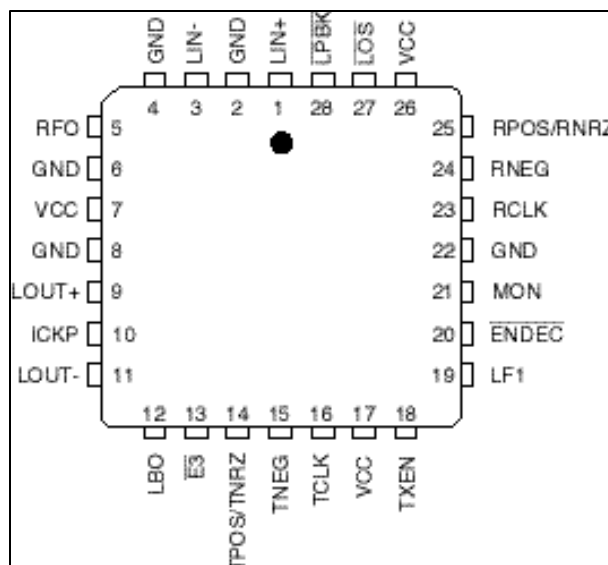 GND LIN- GND LIN+ LPBK LOS VCC
4 3 2 1 28 27 26
RFO 5 25 RPOS/RNRZ
GND 6 24 RNEG
VCC 7 23 RCLK
GND 8 22 GND
LOUT+ 9 21 MON
ICKP 10 20 ENDEC
LOUT- 11 19 LF1
12 13 14 15 16 17 18
LBO E3 TPOS/TNRZ TNEG TCLK VCC TXEN